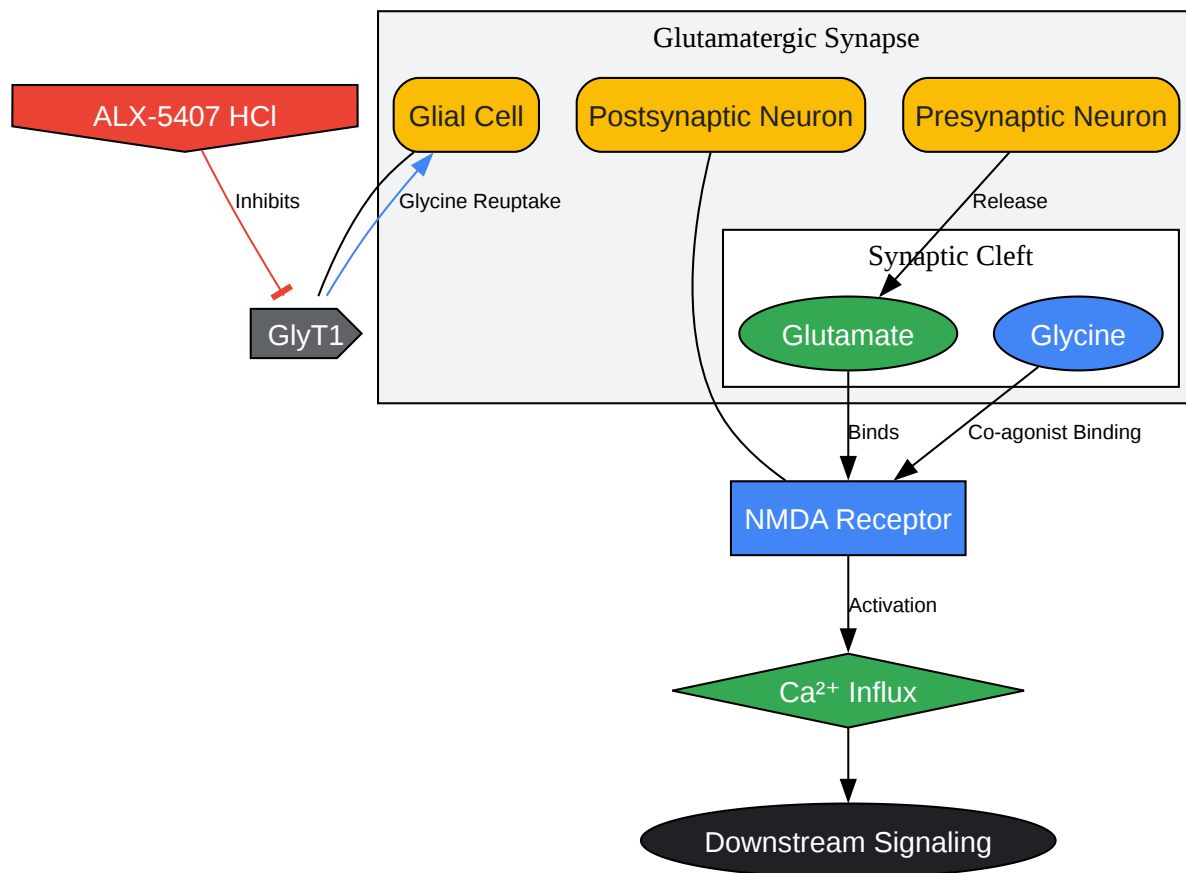 Glutamatergic Synapse
ALX-5407 HCl
Glial Cell
Postsynaptic Neuron
Presynaptic Neuron
Inhibits
Glycine Reuptake
Release
Synaptic Cleft
GlyT1
Glutamate
Glycine
Binds
Co-agonist Binding
NMDA Receptor
Activation
Ca²⁺ Influx
Downstream Signaling